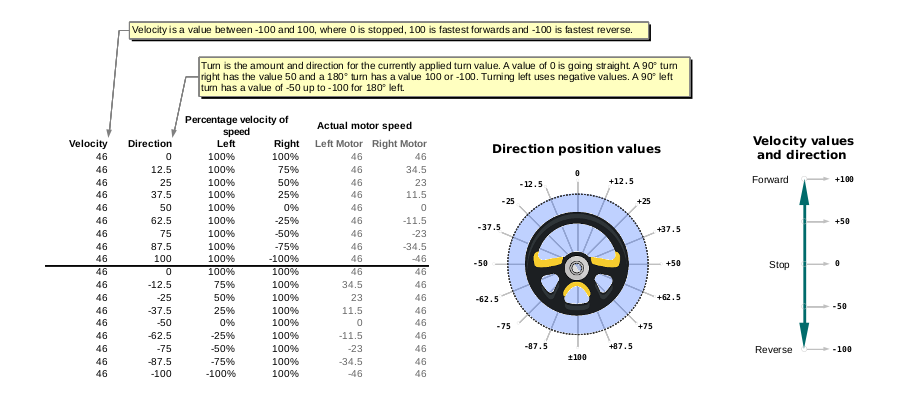 Velocity is a value between -100 and 100, where 0 is stopped, 100 is fastest forwards and -100 is fastest reverse.
Turn is the amount and direction for the currently applied turn value. A value of 0 is going straight. A 90° turn
right has the value 50 and a 180° turn has a value 100 or -100. Turning left uses negative values. A 90° left
turn has a value of -50 up to -100 for 180° left.
Percentage velocity of
speed
Actual motor speed
Velocity Direction Left Right Left Motor Right Motor
46 0 100% 100% 46 46
46 12.5 100% 75% 46 34.5
46 25 100% 50% 46 23
46 37.5 100% 25% 46 11.5
46 50 100% 0% 46 0
46 62.5 100% -25% 46 -11.5
46 75 100% -50% 46 -23
46 87.5 100% -75% 46 -34.5
46 100 100% -100% 46 -46
46 0 100% 100% 46 46
46 -12.5 75% 100% 34.5 46
46 -25 50% 100% 23 46
46 -37.5 25% 100% 11.5 46
46 -50 0% 100% 0 46
46 -62.5 -25% 100% -11.5 46
46 -75 -50% 100% -23 46
46 -87.5 -75% 100% -34.5 46
46 -100 -100% 100% -46 46
Direction position values
0
-12.5 +12.5
-25 +25
-37.5 +37.5
-50 +50
-62.5 +62.5
-75 +75
-87.5 +87.5
±100
Velocity values
and direction
Forward +100
+50
Stop 0
-50
Reverse -100